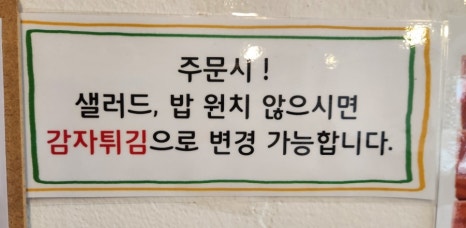 주문시 !
샐러드, 밥 원치 않으시면
감자튀김으로 변경 가능합니다.